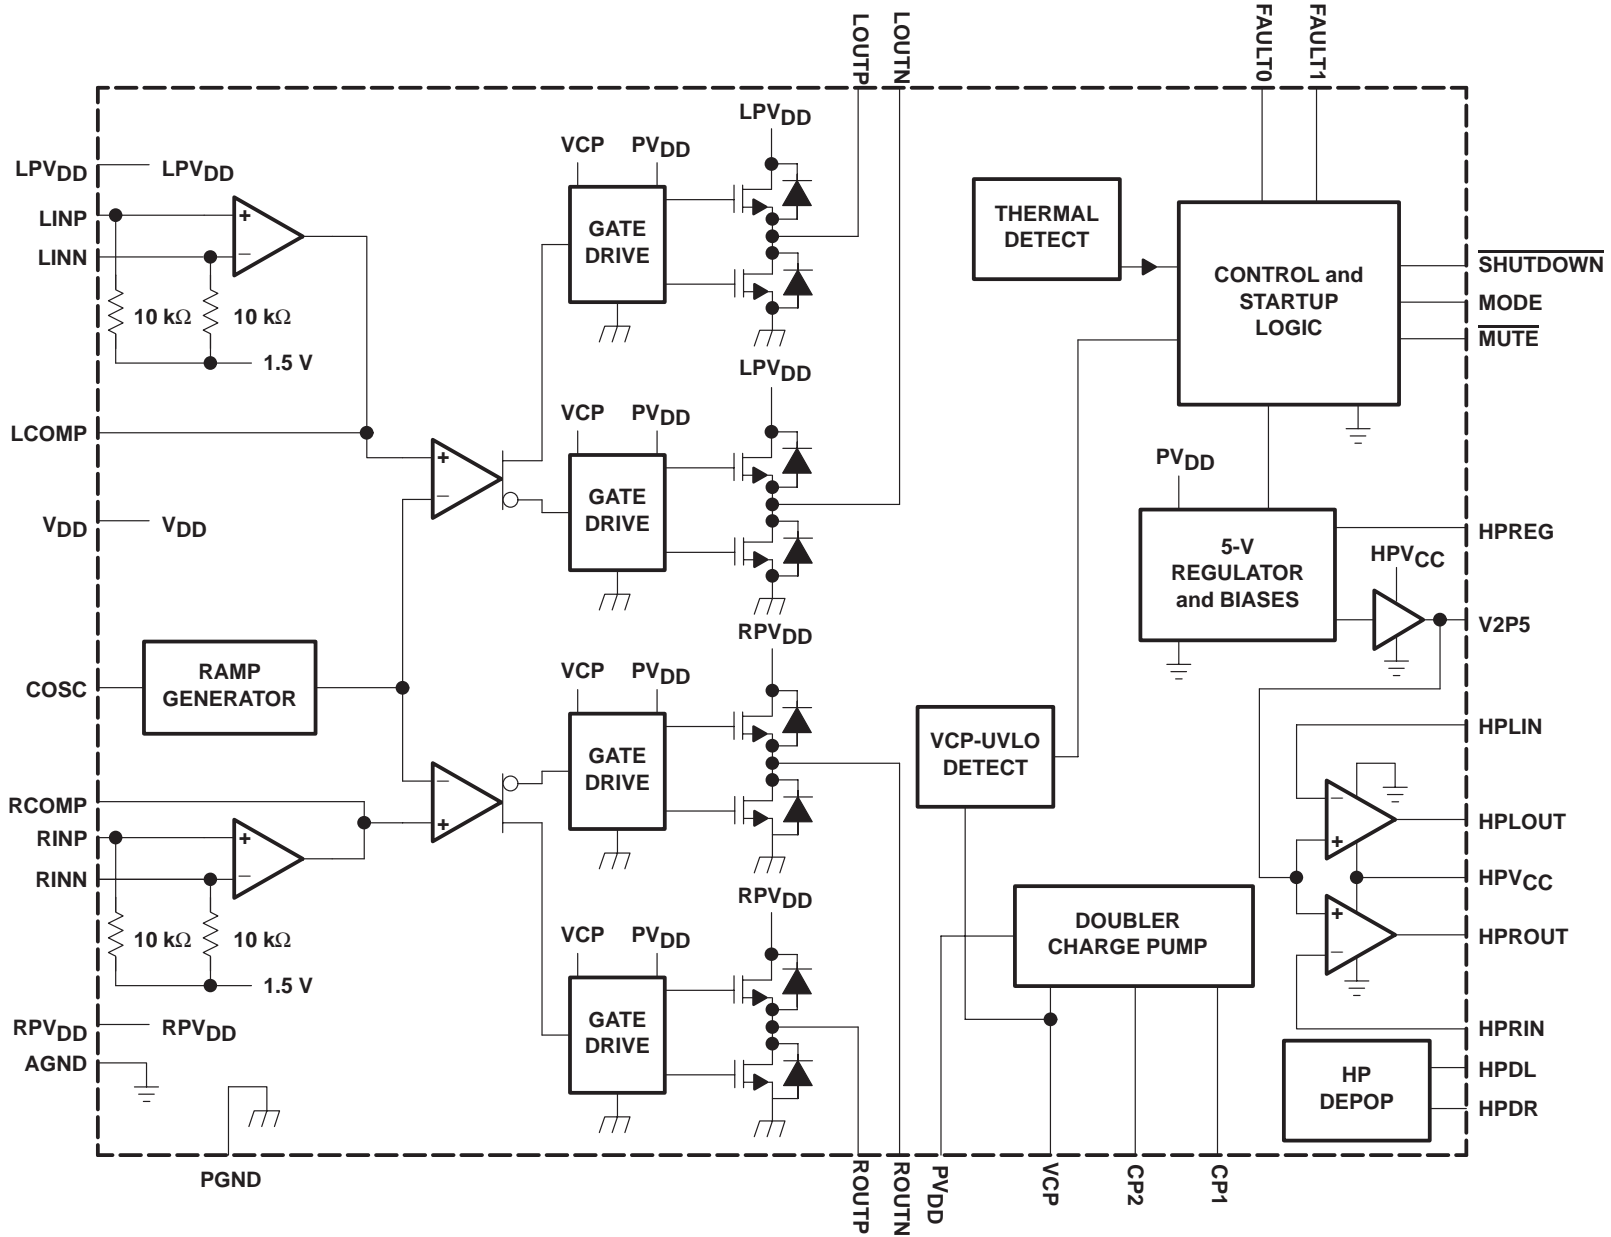 LOUTP
LOUTN
FAULT0
FAULT1
LPVDD
LPVDD
LINP
+
LINN
–
10 kΩ
10 kΩ
1.5 V
LCOMP
VDD
VDD
+
–
RAMP
GENERATOR
COSC
RCOMP
RINP
+
RINN
–
–
+
10 kΩ
10 kΩ
1.5 V
RPVDD
RPVDD
AGND
PGND
VCP
PVDD
LPVDD
GATE
DRIVE
VCP
PVDD
LPVDD
GATE
DRIVE
VCP
PVDD
RPVDD
GATE
DRIVE
VCP
PVDD
RPVDD
GATE
DRIVE
THERMAL
DETECT
CONTROL and
STARTUP
LOGIC
SHUTDOWN
MODE
MUTE
PVDD
5-V
REGULATOR
and BIASES
HPREG
HPVCC
V2P5
VCP-UVLO
DETECT
HPLIN
–
+
HPLOUT
HPVCC
+
–
HPROUT
HPRIN
DOUBLER
CHARGE PUMP
HP
DEPOP
HPDL
HPDR
ROUTP
ROUTN
PVDD
VCP
CP2
CP1